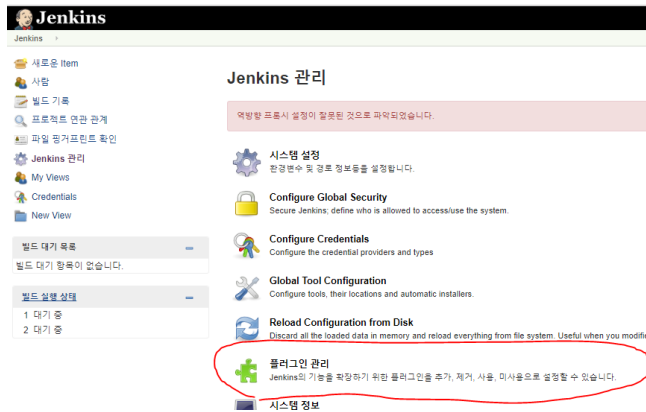 Jenkins
Jenkins
새로운 Item
사람
빌드 기록
프로젝트 연관 관계
파일 핑거프린트 확인
Jenkins 관리
My Views
Credentials
New View
빌드 대기 목록
빌드 대기 항목이 없습니다.
빌드 실행 상태
1 대기 중
2 대기 중
Jenkins 관리
역방향 프록시 설정이 잘못된 것으로 파악되었습니다.
시스템 설정
환경변수 및 경로 정보등을 설정합니다.
Configure Global Security
Secure Jenkins; define who is allowed to access/use the system.
Configure Credentials
Configure the credential providers and types
Global Tool Configuration
Configure tools, their locations and automatic installers.
Reload Configuration from Disk
Discard all the loaded data in memory and reload everything from file system. Useful when you modifie
플러그인 관리
Jenkins의 기능을 확장하기 위한 플러그인을 추가, 제거, 사용, 미사용으로 설정할 수 있습니다.
시스템 정보